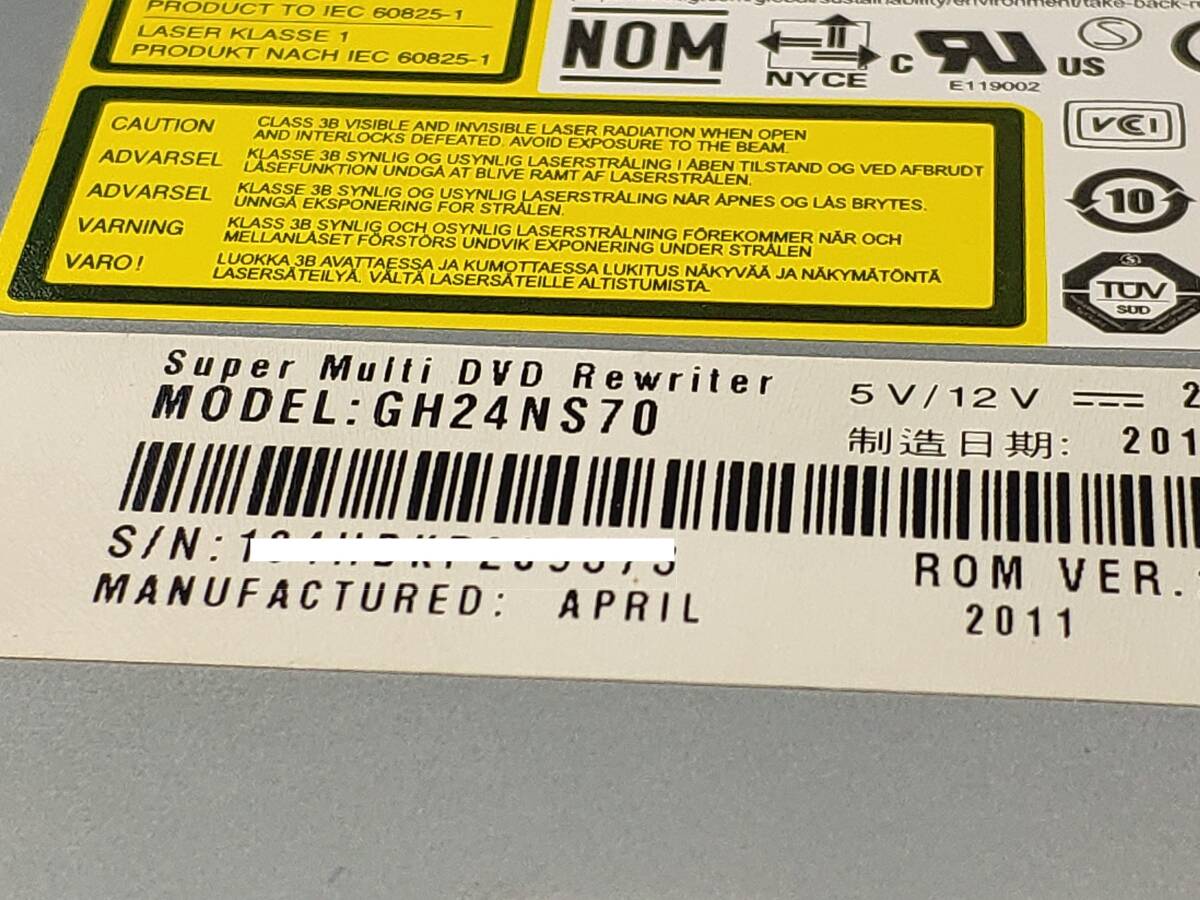 PRODUCT TO IEC 60825-1
LASER KLASSE 1
PRODUKT NACH IEC 60825-1
NOM
NYCE
C
US
E119002
S
VCCI
10
TÜV
SÜD
CAUTION CLASS 3B VISIBLE AND INVISIBLE LASER RADIATION WHEN OPEN
AND INTERLOCKS DEFEATED. AVOID EXPOSURE TO THE BEAM.
ADVARSEL KLASSE 3B SYNLIG OG USYNLIG LASERSTRÅLING I ÅBEN TILSTAND OG VED AFBRUDT
LÅSEFUNKTION UNDGÅ AT BLIVE RAMT AF LASERSTRÅLEN.
ADVARSEL KLASSE 3B SYNLIG OG USYNLIG LASERSTRÅLING NÅR ÅPNES OG LÅS BRYTES.
UNNGÅ EKSPONERING FOR STRÅLEN.
VARNING KLASS 3B SYNLIG OCH OSYNLIG LASERSTRÅLNING FÖREKOMMER NÄR OCH
MELLANLÅSET FÖRSTÖRS UNDVIK EXPONERING UNDER STRÅLEN
VARO! LUOKKA 3B AVATTAESSA JA KUMOTTAESSA LUKITUS NÄKYVÄÄ JA NÄKYMÄTÖNTÄ
LASERSÄTEILYÄ. VÄLTÄ LASERSÄTEILLE ALTISTUMISTA.
Super Multi DVD Rewriter
MODEL:GH24NS70
5V/12V 2
制造日期: 201
S/N:
ROM VER.
MANUFACTURED: APRIL 2011